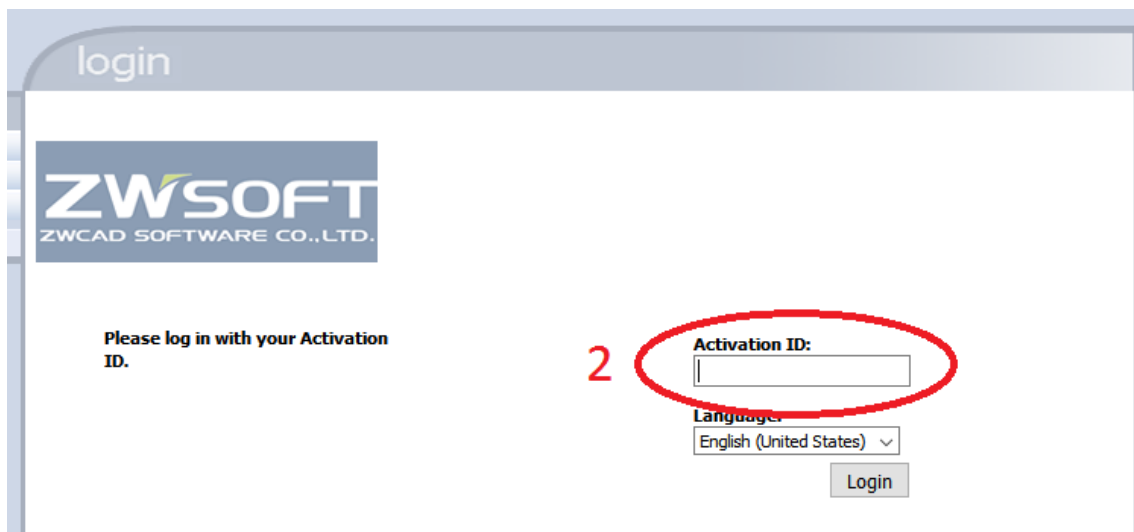 login
ZWSOFT
ZWCAD SOFTWARE CO.,LTD.
Please log in with your Activation
ID.
2
Activation ID:
Language:
English (United States)
Login